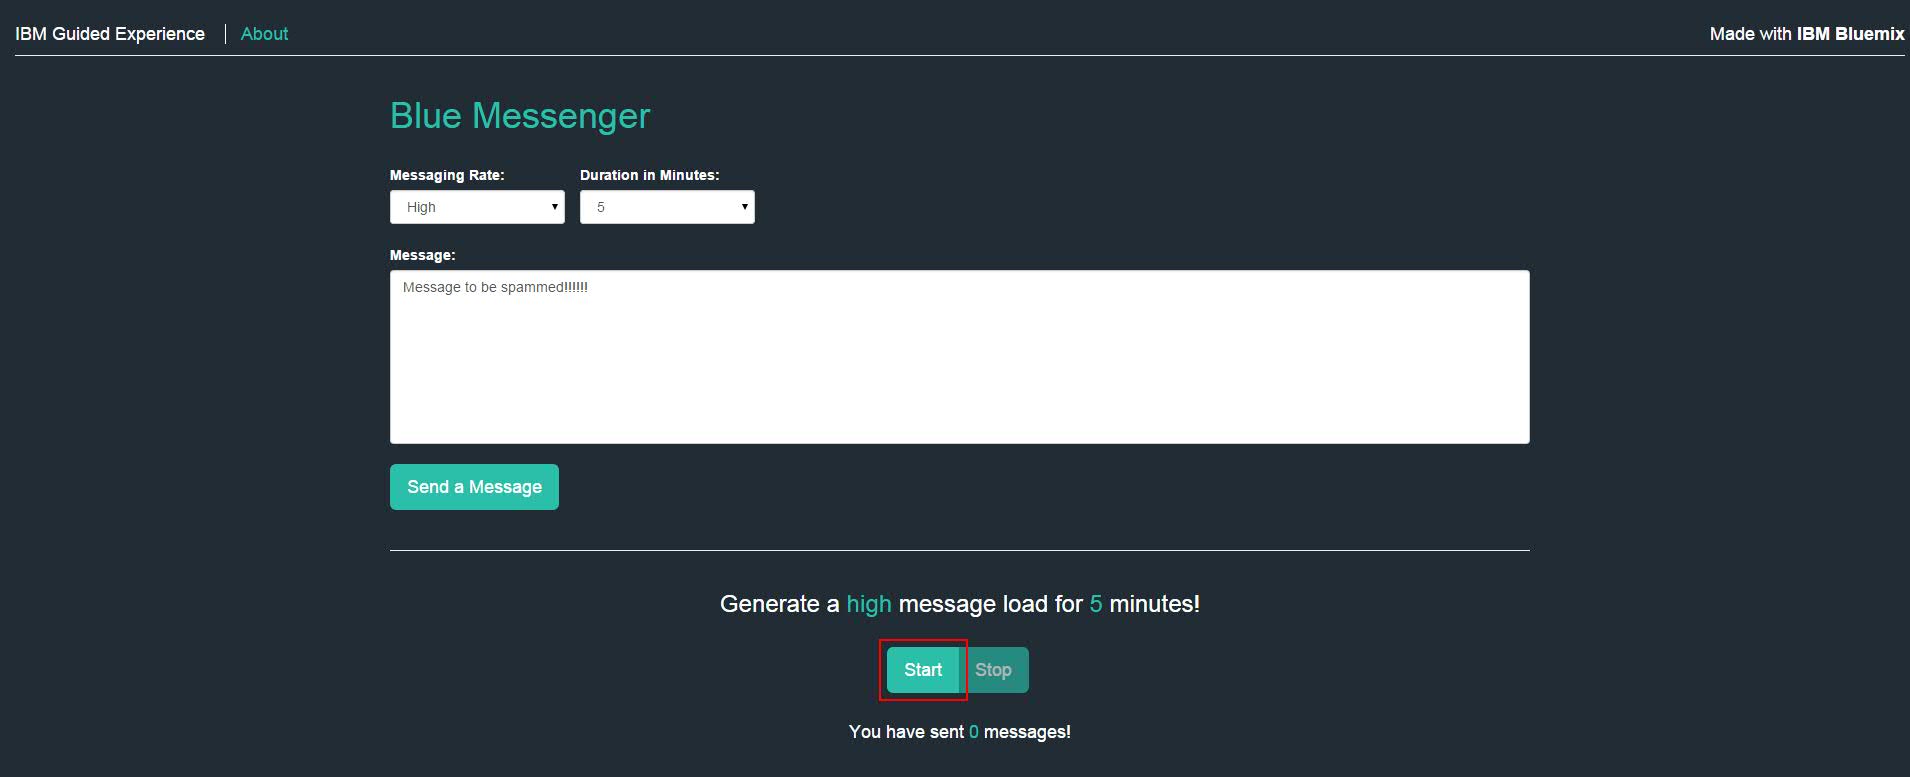 IBM Guided Experience | About Made with IBM Bluemix
Blue Messenger
Messaging Rate: Duration in Minutes:
High 5
Message:
Message to be spammed!!!!!!
Send a Message
Generate a high message load for 5 minutes!
Start Stop
You have sent 0 messages!